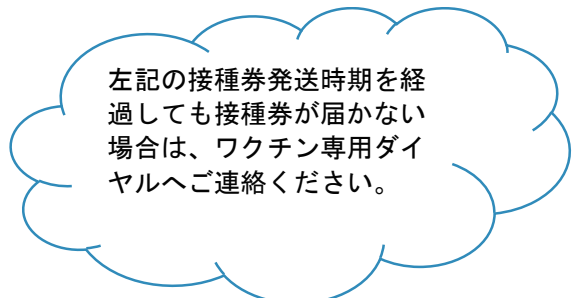 左記の接種券発送時期を経
過しても接種券が届かない
場合は、ワクチン専用ダイ
ヤルへご連絡ください。